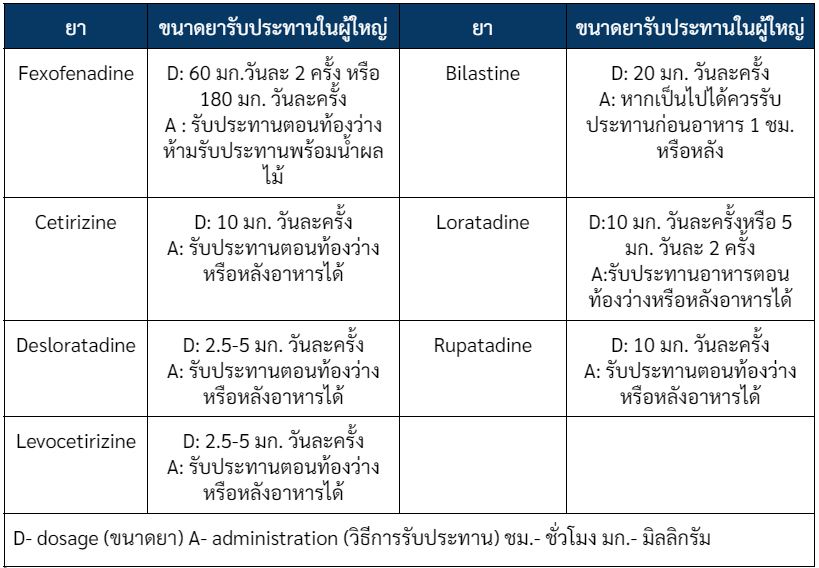 ยา
ขนาดยารับประทานในผู้ใหญ่
ยา
ขนาดยารับประทานในผู้ใหญ่
Fexofenadine
D: 60 มก.วันละ 2 ครั้ง หรือ
180 มก. วันละครั้ง
A : รับประทานตอนท้องว่าง
ห้ามรับประทานพร้อมน้ำผล
ไม้
Bilastine
D: 20 มก. วันละครั้ง
A: หากเป็นไปได้ควรรับ
ประทานก่อนอาหาร 1 ชม.
หรือหลัง
Cetirizine
D: 10 มก. วันละครั้ง
A: รับประทานตอนท้องว่าง
หรือหลังอาหารได้
Loratadine
D:10 มก. วันละครั้งหรือ 5
มก. วันละ 2 ครั้ง
A:รับประทานอาหารตอน
ท้องว่างหรือหลังอาหารได้
Desloratadine
D: 2.5-5 มก. วันละครั้ง
A: รับประทานตอนท้องว่าง
หรือหลังอาหารได้
Rupatadine
D: 10 มก. วันละครั้ง
A: รับประทานตอนท้องว่าง
หรือหลังอาหารได้
Levocetirizine
D: 2.5-5 มก. วันละครั้ง
A: รับประทานตอนท้องว่าง
หรือหลังอาหารได้
D- dosage (ขนาดยา) A- administration (วิธีการรับประทาน) ชม.- ชั่วโมง มก.- มิลลิกรัม